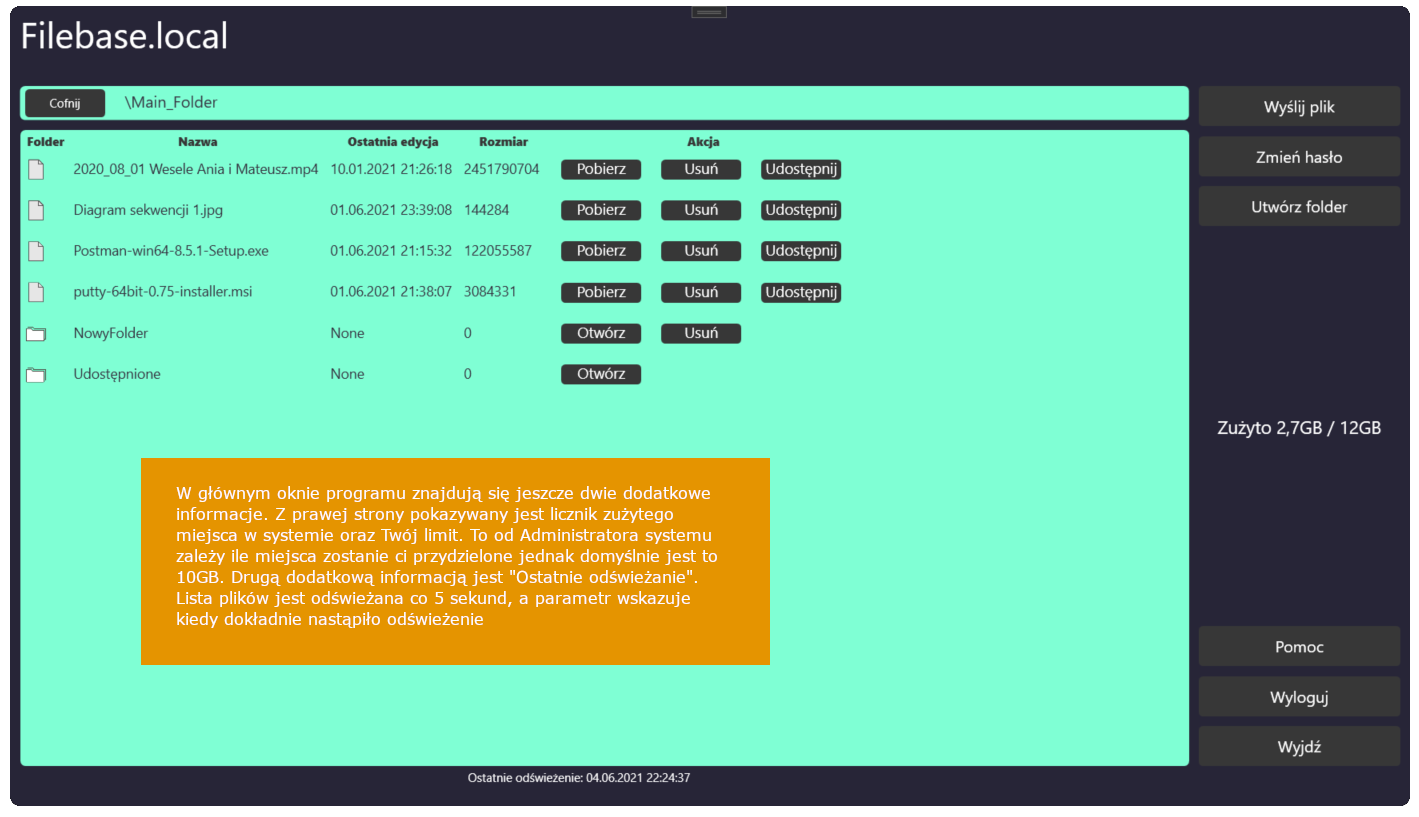 Filebase.local
Cofnij \Main_Folder
Wyślij plik
Zmień hasło
Utwórz folder
Folder Nazwa Ostatnia edycja Rozmiar Akcja
2020_08_01 Wesele Ania i Mateusz.mp4 10.01.2021 21:26:18 2451790704 Pobierz Usuń Udostępnij
Diagram sekwencji 1.jpg 01.06.2021 23:39:08 144284 Pobierz Usuń Udostępnij
Postman-win64-8.5.1-Setup.exe 01.06.2021 21:15:32 122055587 Pobierz Usuń Udostępnij
putty-64bit-0.75-installer.msi 01.06.2021 21:38:07 3084331 Pobierz Usuń Udostępnij
NowyFolder None 0 Otwórz Usuń
Udostępnione None 0 Otwórz
Zużyto 2,7GB / 12GB
W głównym oknie programu znajdują się jeszcze dwie dodatkowe
informacje. Z prawej strony pokazywany jest licznik zużytego
miejsca w systemie oraz Twój limit. To od Administratora systemu
zależy ile miejsca zostanie ci przydzielone jednak domyślnie jest to
10GB. Drugą dodatkową informacją jest "Ostatnie odświeżanie".
Lista plików jest odświeżana co 5 sekund, a parametr wskazuje
kiedy dokładnie nastąpiło odświeżenie
Pomoc
Wyloguj
Wyjdź
Ostatnie odświeżenie: 04.06.2021 22:24:37